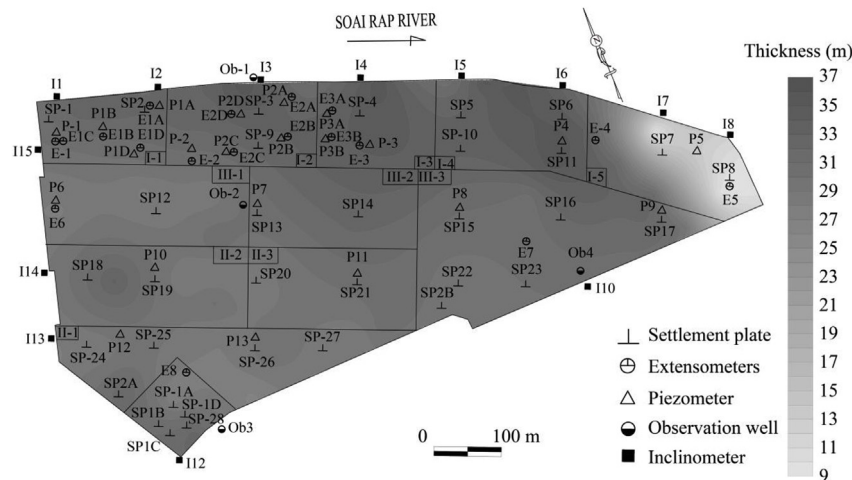 SOAI RAP RIVER
Thickness (m)
I1 I2 Ob-1 I3 I4 I5 I6 I7 I8
SP-1 SP2 P1A P2A P2D SP-3 E2A E3A SP-4 SP5 SP6
P-1 P1B E1A E2D P3A P4 E-4 SP7 P5
E-1 E1C E1B E1D P-2 P2C SP-9 E2B E3B P-3 SP-10 SP11 SP8
I15 P1D I-1 E-2 E2C P2B I-2 P3B E-3 I-3 I-4 I-5 E5
III-1 III-2 III-3
P6 SP12 Ob-2 P7 SP14 P8 SP16 P9
E6 SP13 SP15 SP17
II-2 II-3 E7
I14 SP18 P10 SP20 P11 SP22 SP23 Ob4
SP19 SP21 SP2B I10
I13 II-1 P12 SP-25 P13 SP-27
SP-24 SP-26
SP2A E8
SP-1A SP-1D
SP1B SP-28 Ob3
SP1C
I12
0 100 m
Settlement plate
Extensometers
Piezometer
Observation well
Inclinometer
37
35
33
31
29
27
25
23
21
19
17
15
13
11
9